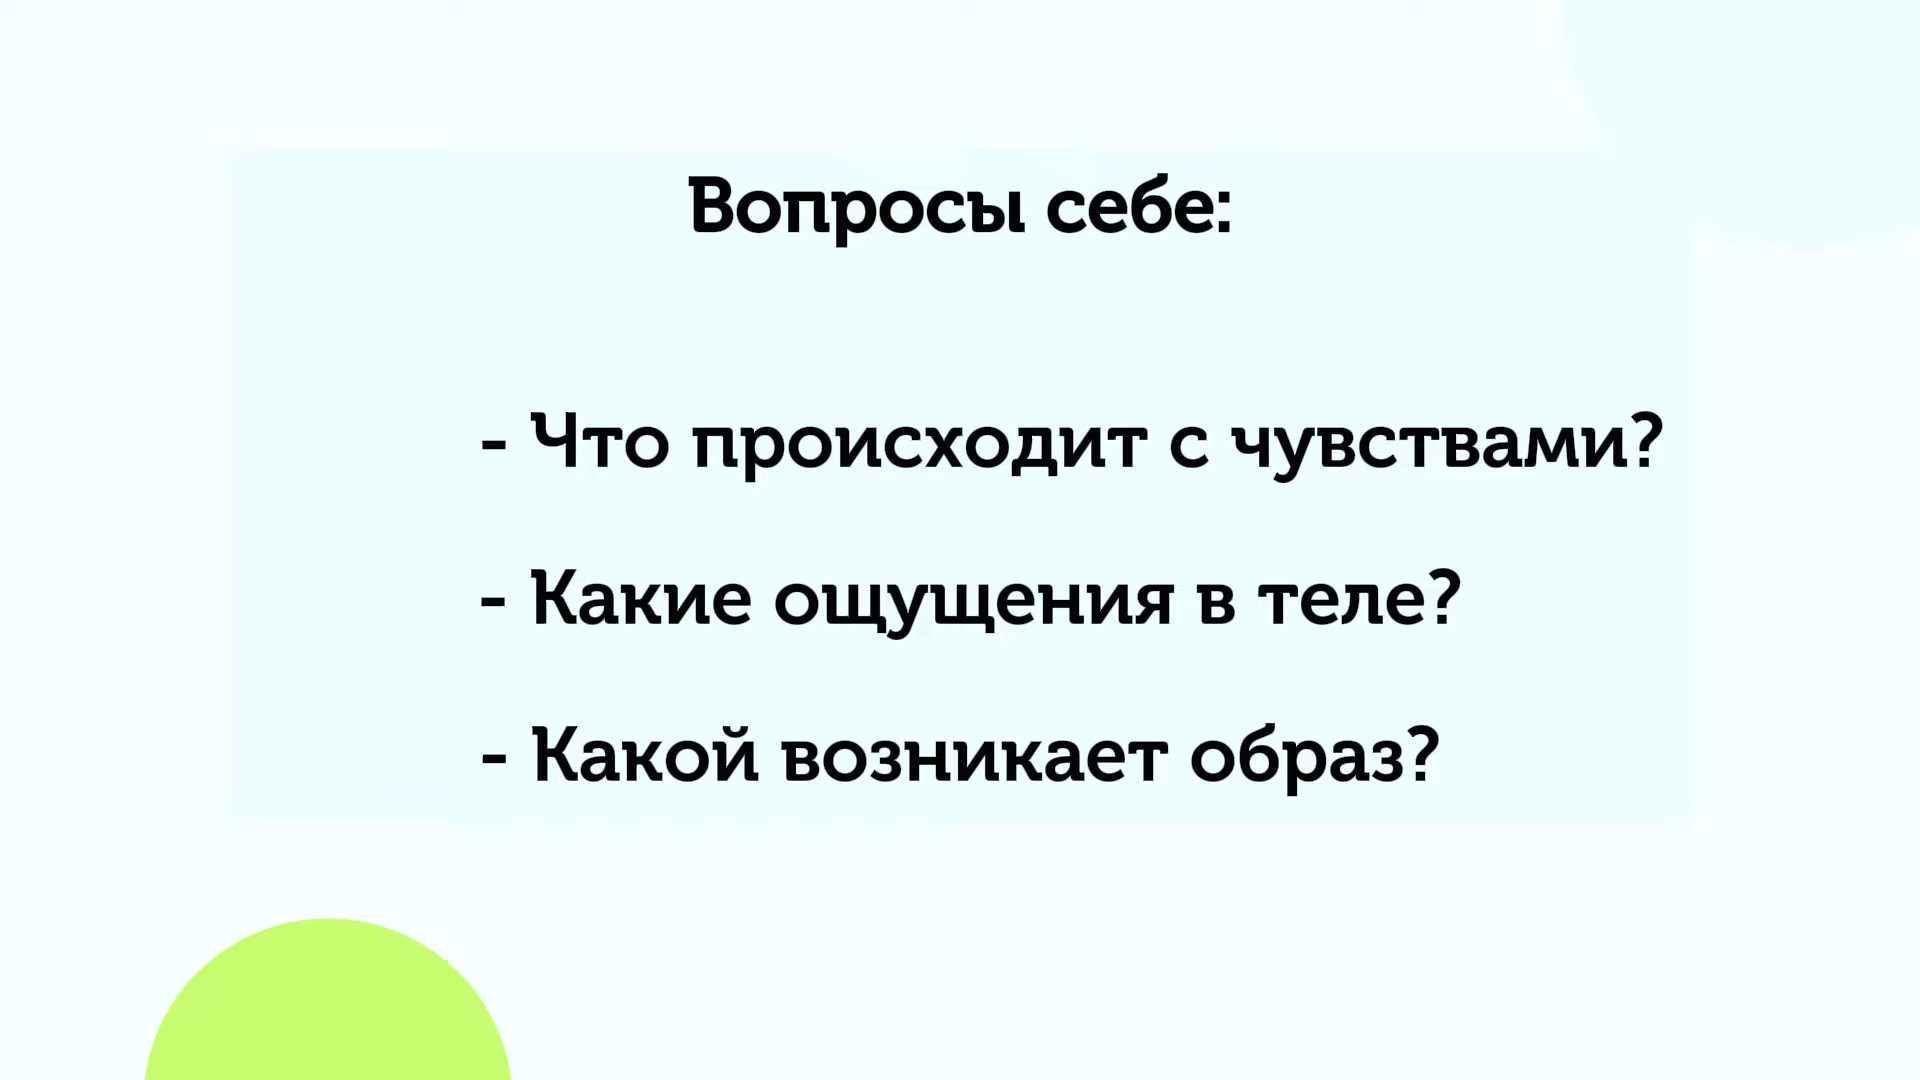 Вопросы себе:
- Что происходит с чувствами?
- Какие ощущения в теле?
- Какой возникает образ?